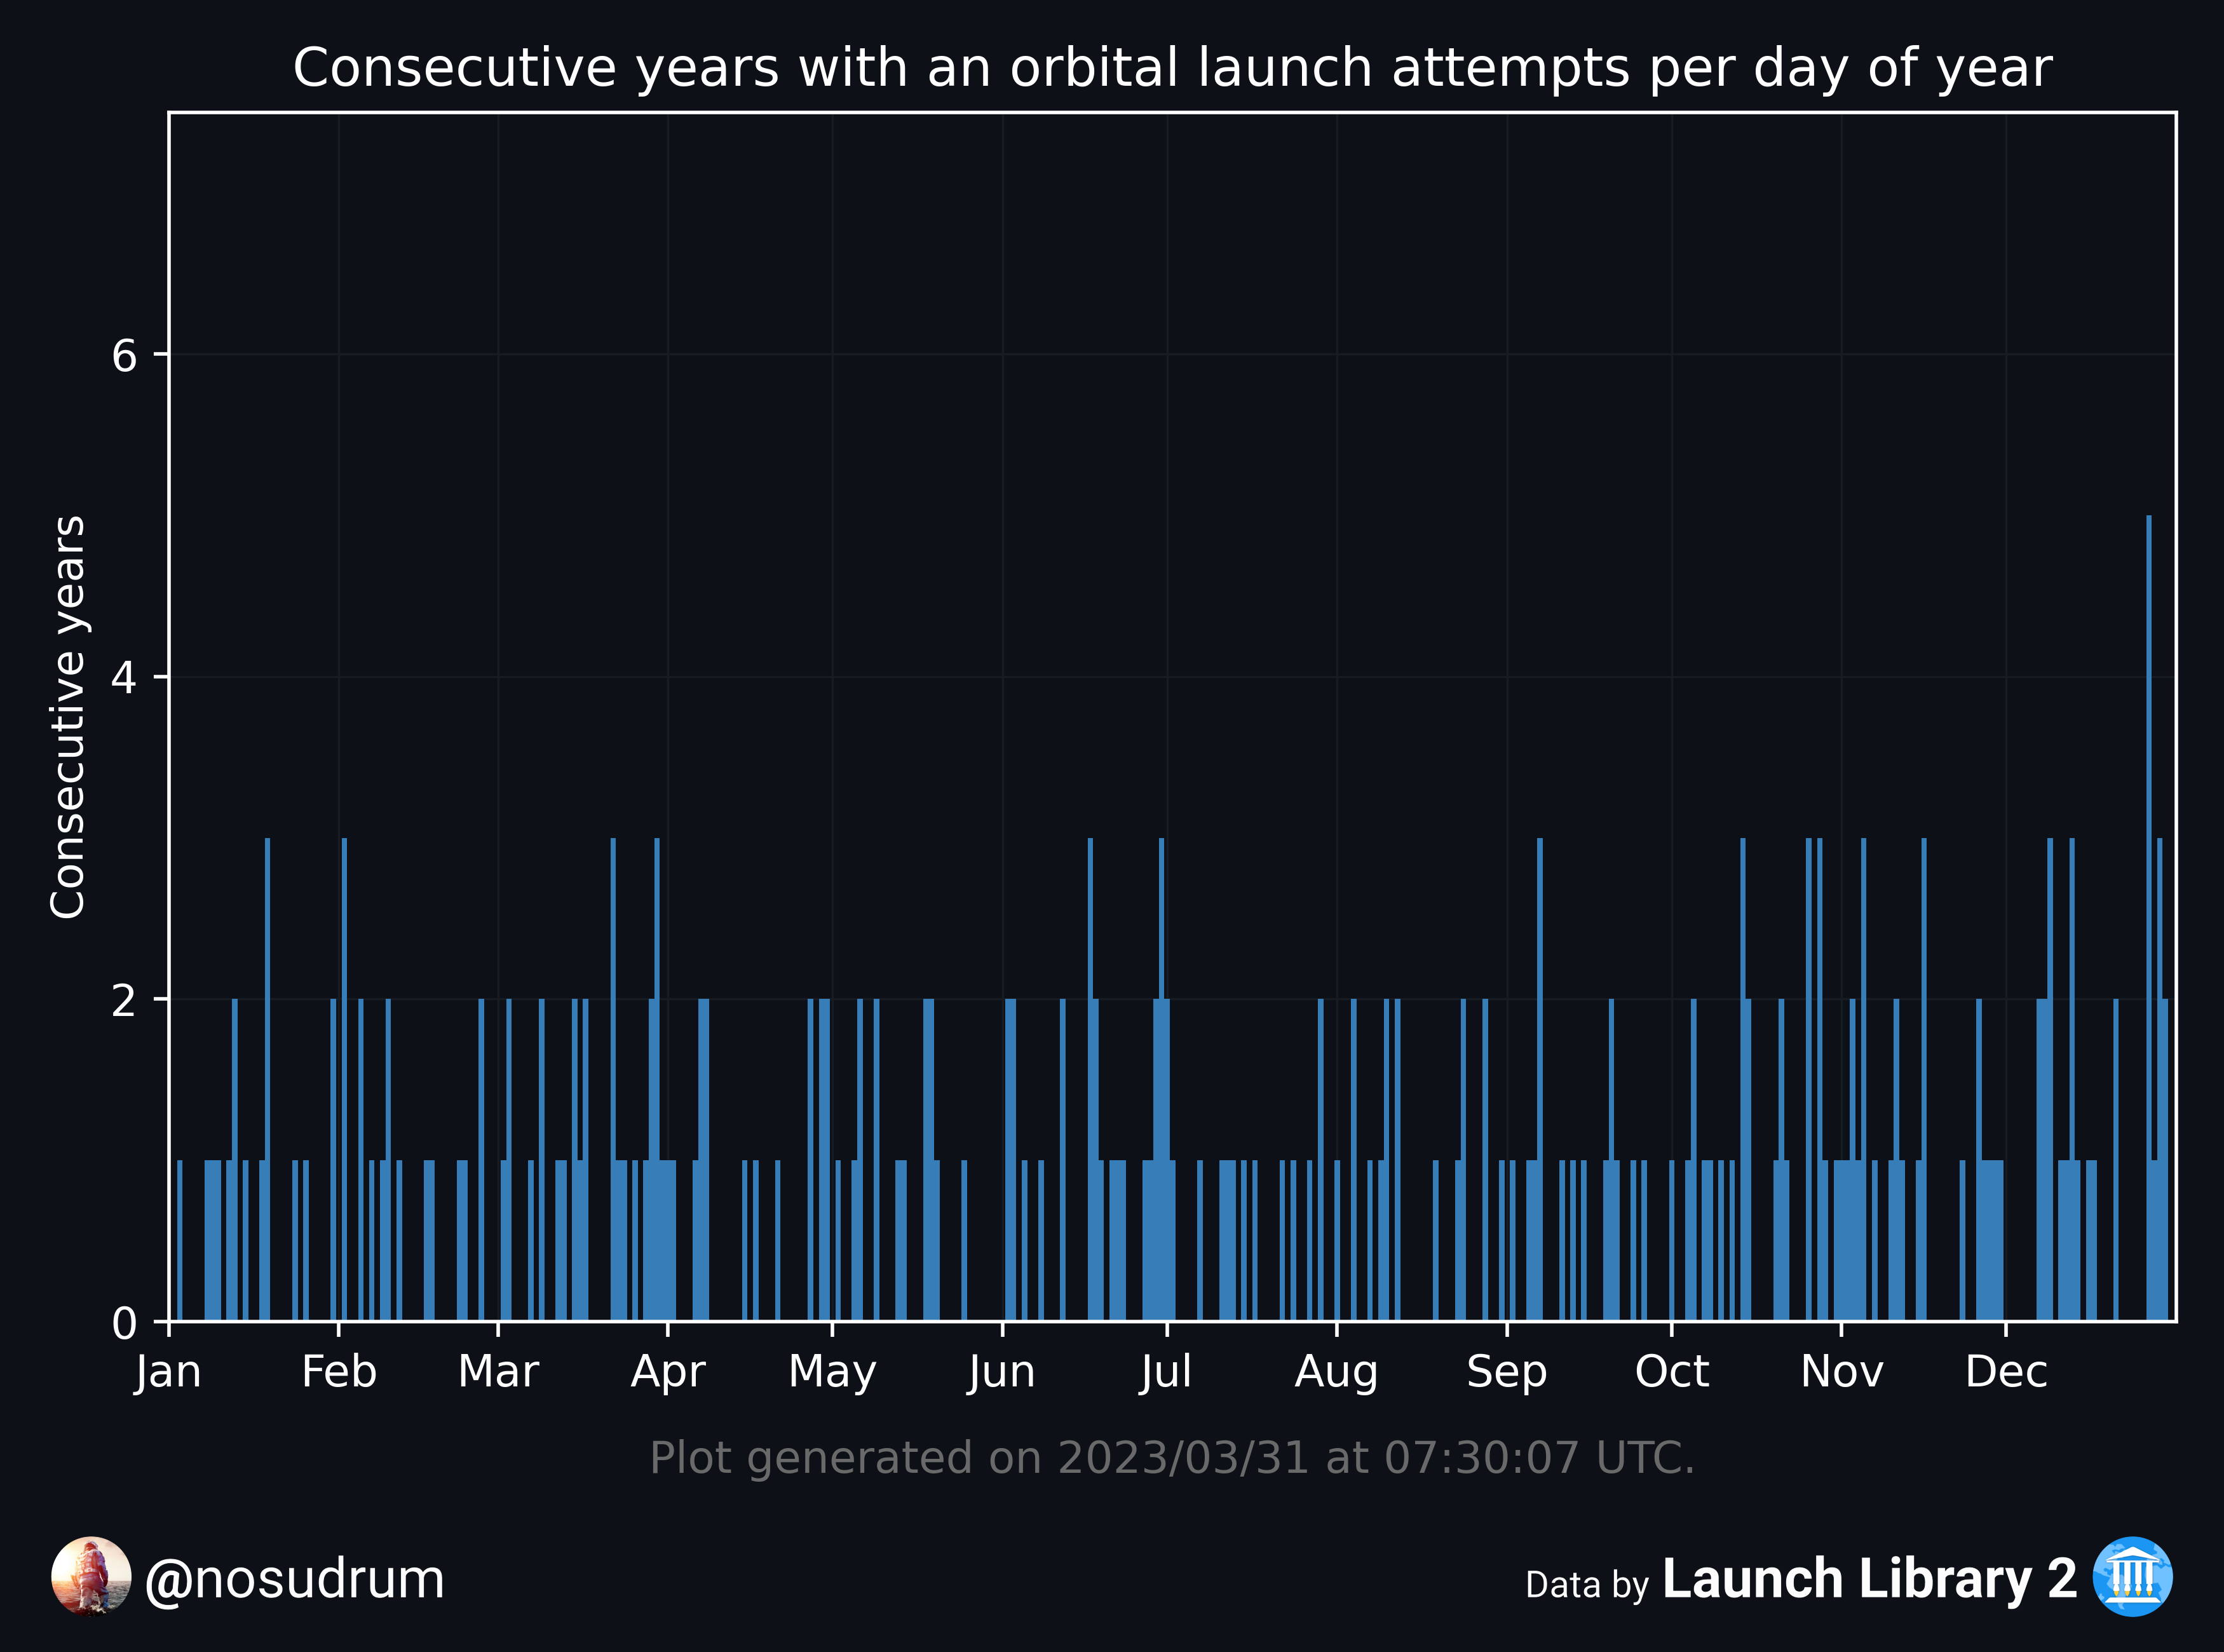 Consecutive years with an orbital launch attempts per day of year
Consecutive years
6
4
2
0
Jan Feb Mar Apr May Jun Jul Aug Sep Oct Nov Dec
Plot generated on 2023/03/31 at 07:30:07 UTC.
@nosudrum
Data by Launch Library 2